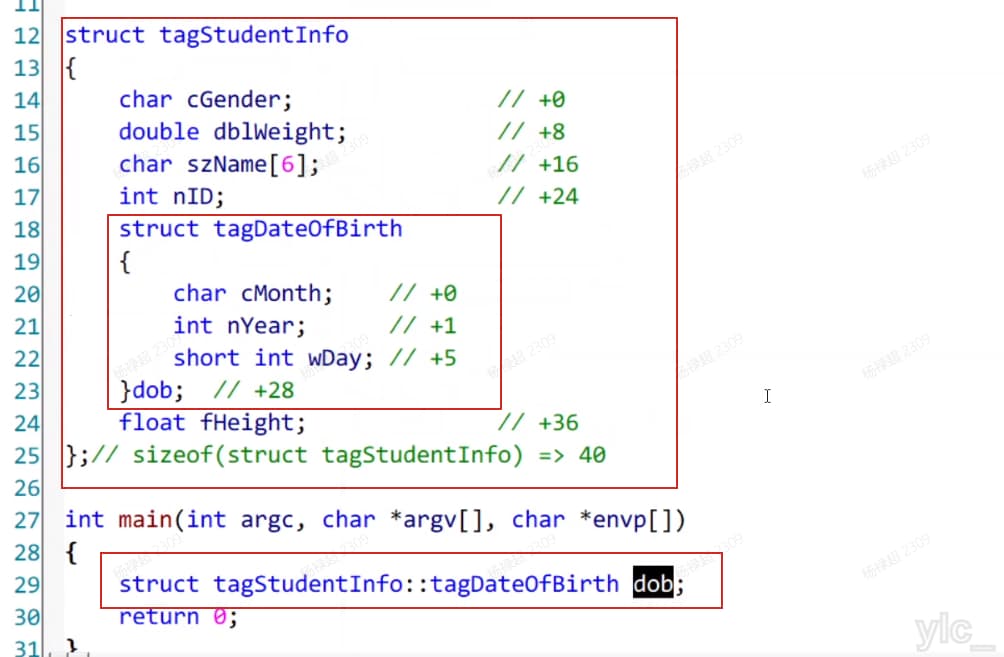 11
12 struct tagStudentInfo
13 {
14     char cGender;               // +0
15     double dblWeight;           // +8
16     char szName[6];             // +16
17     int nID;                    // +24
18     struct tagDateOfBirth
19     {
20         char cMonth;    // +0
21         int nYear;      // +1
22         short int wDay; // +5
23     }dob;  // +28
24     float fHeight;              // +36
25 };// sizeof(struct tagStudentInfo) => 40
26
27 int main(int argc, char *argv[], char *envp[])
28 {
29     struct tagStudentInfo::tagDateOfBirth dob;
30     return 0;
31 }
ylc_